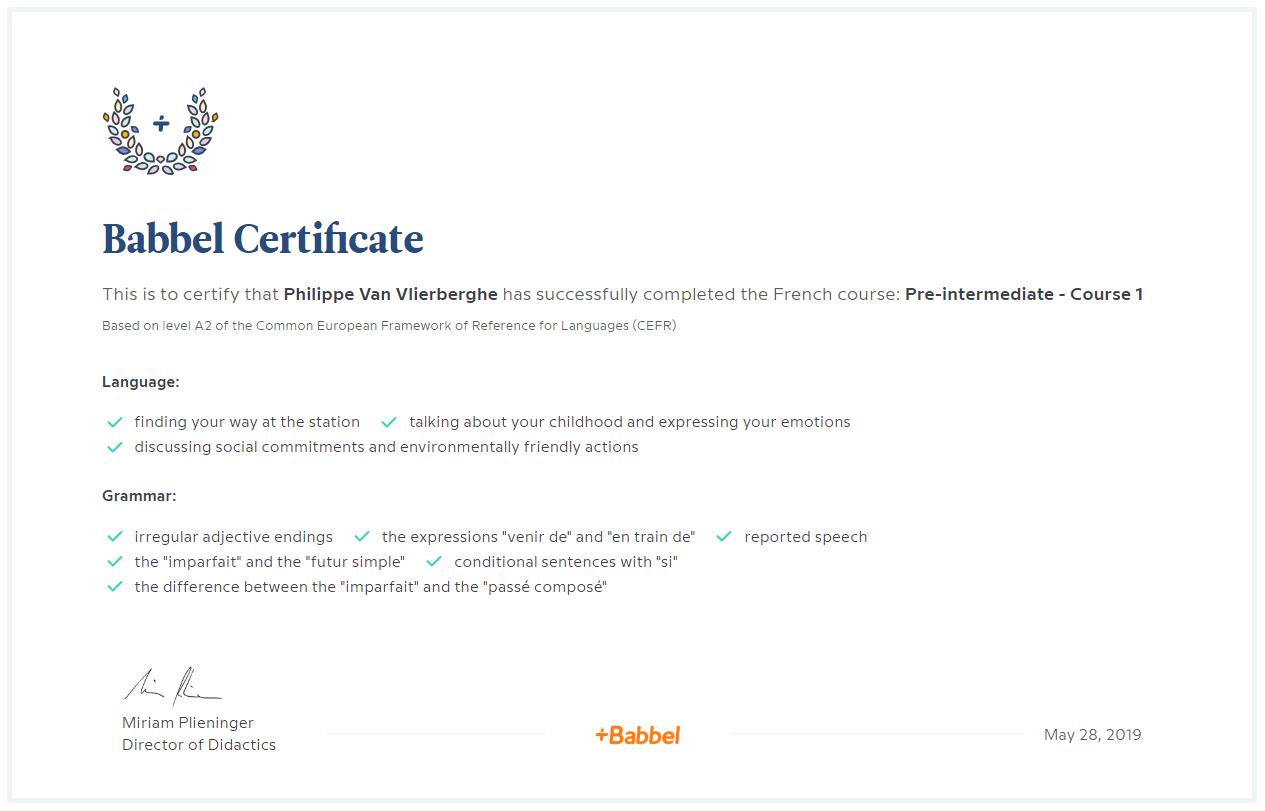 Babbel Certificate
This is to certify that Philippe Van Vlierberghe has successfully completed the French course: Pre-intermediate - Course 1
Based on level A2 of the Common European Framework of Reference for Languages (CEFR)
Language:
finding your way at the station talking about your childhood and expressing your emotions
discussing social commitments and environmentally friendly actions
Grammar:
irregular adjective endings the expressions "venir de" and "en train de" reported speech
the "imparfait" and the "futur simple" conditional sentences with "si"
the difference between the "imparfait" and the "passé composé"
Miriam Plieninger
Director of Didactics
+Babbel
May 28, 2019